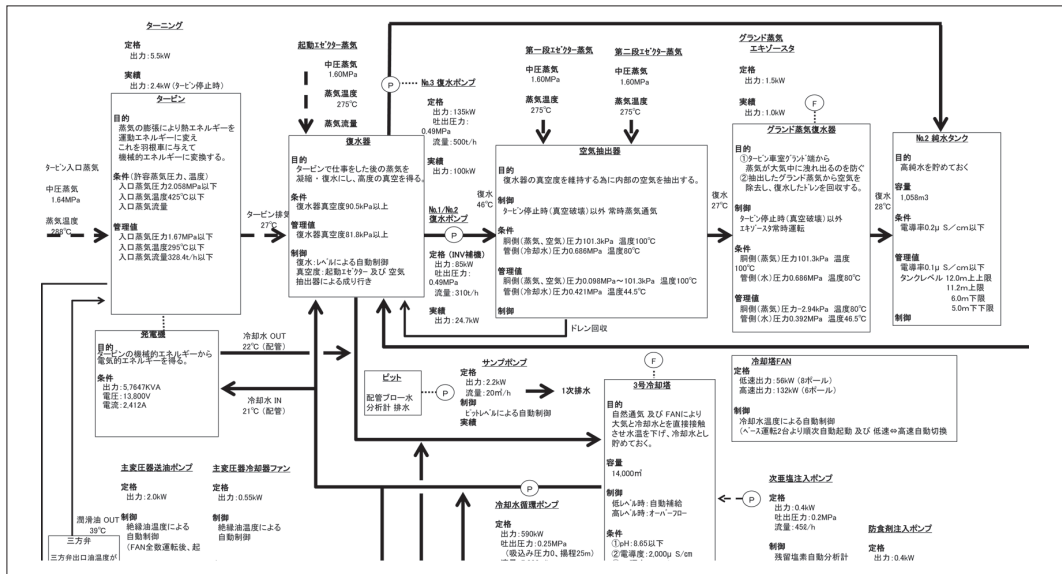 ターニング
定格
出力：5.5kW
実績
出力：2.4kW（タービン停止時）
タービン
目的
蒸気の膨張により熱エネルギーを
運動エネルギーに変え
これを羽根車に与えて
機械的エネルギーに変換する。
条件（許容蒸気圧力、温度）
入口蒸気圧力2.058MPa以下
入口蒸気温度425℃以下
入口蒸気流量
管理値
入口蒸気圧力1.67MPa以下
入口蒸気温度295℃以下
入口蒸気流量328.4t/h以下
タービン入口蒸気
中圧蒸気
1.64MPa
蒸気温度
288℃
タービン排気
27℃
起動エゼクター蒸気
中圧蒸気
1.60MPa
蒸気温度
275℃
蒸気流量
P
№3 復水ポンプ
定格
出力：135kW
吐出圧力：
0.49MPa
流量：500t/h
実績
出力：100kW
復水器
目的
タービンで仕事をした後の蒸気を
凝縮・復水にし、高度の真空を得る。
条件
復水器真空度90.5kPa以上
管理値
復水器真空度81.8kPa以上
制御
復水：レベルによる自動制御
真空度：起動エゼクター 及び 空気
抽出器による成り行き
№1/№2
復水ポンプ
P
定格（INV補機）
出力：85kW
吐出圧力：
0.49MPa
流量：310t/h
実績
出力：24.7kW
復水
46℃
第一段エゼクター蒸気
中圧蒸気
1.60MPa
蒸気温度
275℃
第二段エゼクター蒸気
中圧蒸気
1.60MPa
蒸気温度
275℃
空気抽出器
目的
復水器の真空度を維持する為に内部の空気を抽出する。
制御
タービン停止時（真空破壊）以外 常時蒸気通気
条件
胴側（蒸気、空気）圧力101.3kPa 温度100℃
管側（冷却水）圧力0.686MPa 温度80℃
管理値
胴側（蒸気、空気）圧力0.098MPa～101.3kPa 温度100℃
管側（冷却水）圧力0.421MPa 温度44.5℃
制御
ドレン回収
復水
27℃
グランド蒸気
エキゾースタ
定格
出力：1.5kW
実績
出力：1.0kW
F
グランド蒸気復水器
目的
①タービン車室グランド端から
蒸気が大気中に洩れ出るのを防ぐ
②抽出したグランド蒸気から空気を
除去し、復水したドレンを回収する。
制御
タービン停止時（真空破壊）以外
エキゾースタ常時運転
条件
胴側（蒸気）圧力101.3kPa 温度
100℃
管側（水）圧力0.686MPa 温度80℃
管理値
胴側（蒸気）圧力-2.94kPa 温度80℃
管側（水）圧力0.392MPa 温度46.5℃
復水
28℃
№2 純水タンク
目的
高純水を貯めておく
容量
1,058m3
条件
電導率0.2μ S/cm以下
管理値
電導率0.1μ S/cm以下
タンクレベル 12.0m上上限
11.2m上限
6.0m下限
5.0m下下限
制御
発電機
目的
タービンの機械的エネルギーから
電気的エネルギーを得る。
条件
出力：5,7647KVA
電圧：13,800V
電流：2,412A
冷却水 OUT
22℃（配管）
冷却水 IN
21℃（配管）
ピット
配管ブロー水
分析計 排水
P
サンプポンプ
定格
出力：2.2kW
流量：20㎥/h
制御
ピットレベルによる自動制御
実績
1次排水
F
3号冷却塔
目的
自然通気 及び FANにより
大気と冷却水とを直接接触
させ水温を下げ、冷却水とし
貯めておく。
容量
14,000㎥
制御
低レベル時：自動補給
高レベル時：オーバーフロー
条件
①pH：8.65以下
②電導度：2,000μ S/cm
冷却塔FAN
定格
低速出力：56kW（8ポール）
高速出力：132kW（6ポール）
制御
冷却水温度による自動制御
（ベース運転2台より順次自動起動 及び 低速⇔高速自動切換
主変圧器送油ポンプ
定格
出力：2.0kW
制御
絶縁油温度による
自動制御
（FAN全数運転後、起
主変圧器冷却器ファン
定格
出力：0.55kW
制御
絶縁油温度による
自動制御
潤滑油 OUT
39℃
三方弁
三方弁出口油温度が
P
冷却水循環ポンプ
定格
出力：590kW
吐出圧力：0.25MPa
（吸込み圧力0、揚程25m）
P
次亜塩注入ポンプ
定格
出力：0.4kW
吐出圧力：0.2MPa
流量：45ℓ/h
制御
残留塩素自動分析計
防食剤注入ポンプ
定格
出力：0.4kW